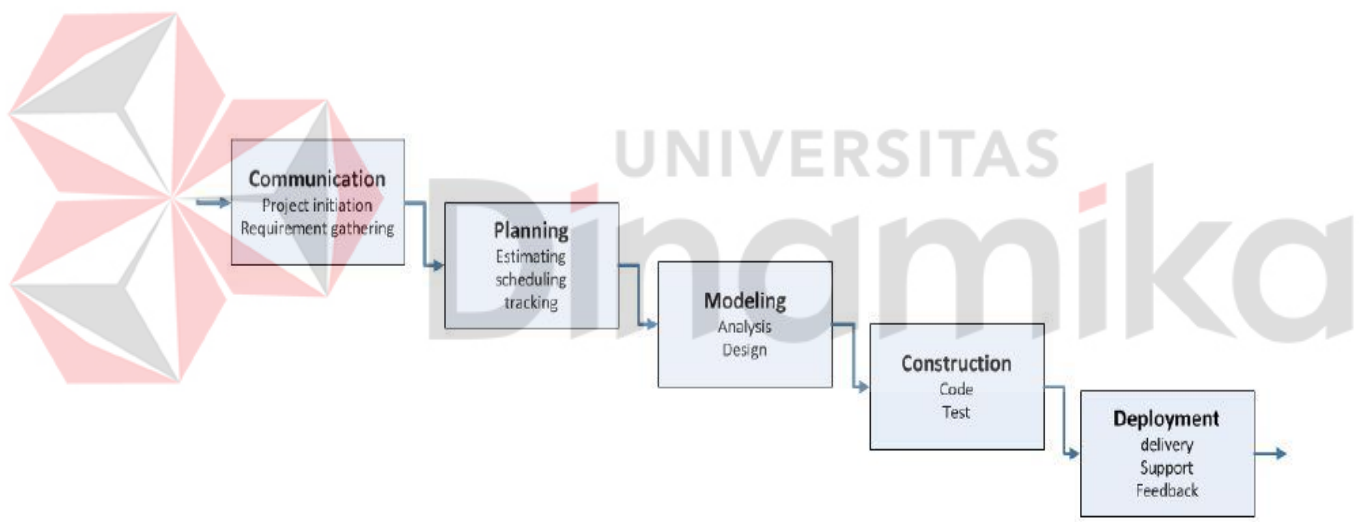 UNIVERSITAS
Dinamika
Communication
Project initiation
Requirement gathering
Planning
Estimating
scheduling
tracking
Modeling
Analysis
Design
Construction
Code
Test
Deployment
delivery
Support
Feedback